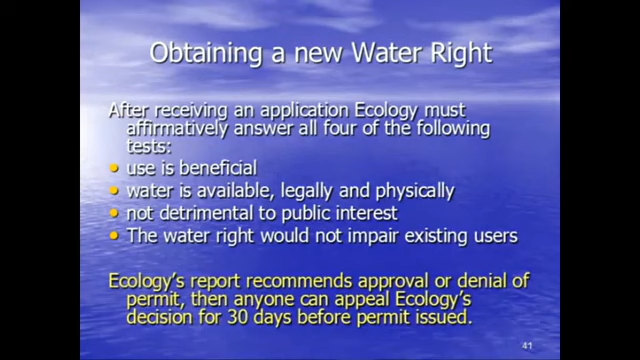 Obtaining a new Water Right
After receiving an application Ecology must
affirmatively answer all four of the following
tests:
• use is beneficial
• water is available, legally and physically
• not detrimental to public interest
• The water right would not impair existing users
Ecology's report recommends approval or denial of
permit, then anyone can appeal Ecology's
decision for 30 days before permit issued.
41